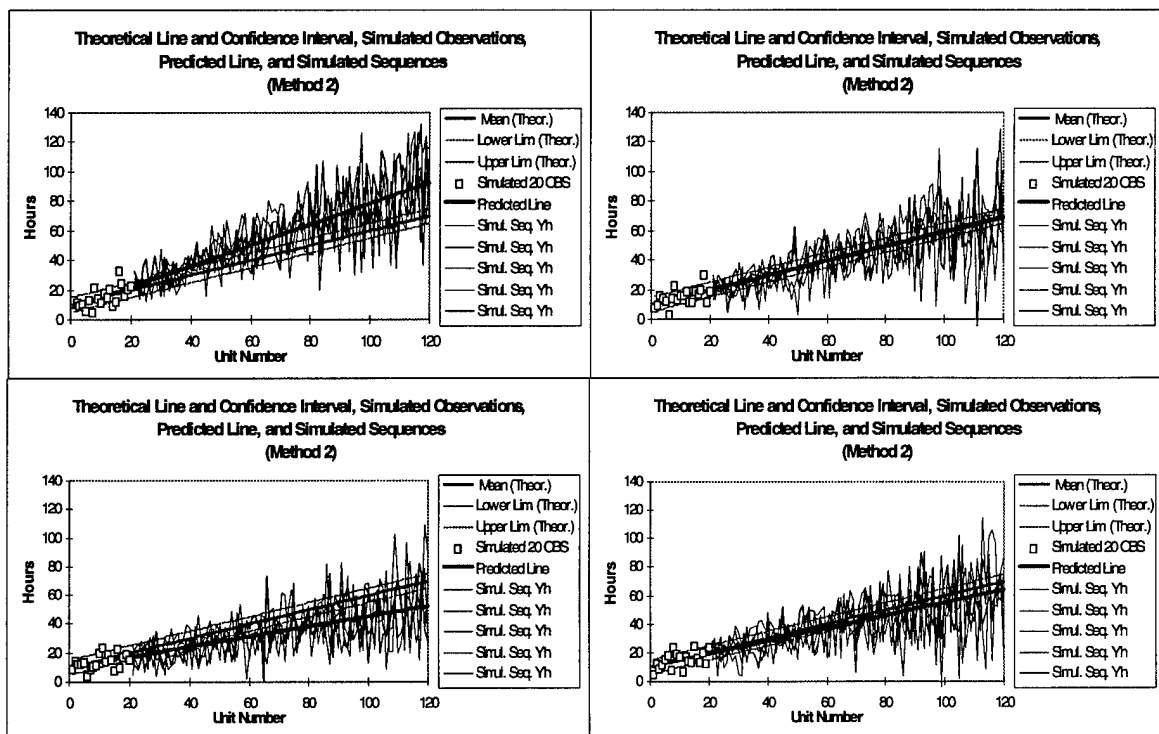 Theoretical Line and Confidence Interval, Simulated Observations,
Predicted Line, and Simulated Sequences
(Method 2)
Hours
140
120
100
80
60
40
20
0
0 20 40 60 80 100 120
Unit Number
Mean (Theor.)
Lower Lim (Theor.)
Upper Lim (Theor.)
Simulated 20 OBS
Predicted Line
Simul. Seq. Yh
Simul. Seq. Yh
Simul. Seq. Yh
Simul. Seq. Yh
Simul. Seq. Yh
Theoretical Line and Confidence Interval, Simulated Observations,
Predicted Line, and Simulated Sequences
(Method 2)
Hours
140
120
100
80
60
40
20
0
0 20 40 60 80 100 120
Unit Number
Mean (Theor.)
Lower Lim (Theor.)
Upper Lim (Theor.)
Simulated 20 OBS
Predicted Line
Simul. Seq. Yh
Simul. Seq. Yh
Simul. Seq. Yh
Simul. Seq. Yh
Simul. Seq. Yh
Theoretical Line and Confidence Interval, Simulated Observations,
Predicted Line, and Simulated Sequences
(Method 2)
Hours
140
120
100
80
60
40
20
0
0 20 40 60 80 100 120
Unit Number
Mean (Theor.)
Lower Lim (Theor.)
Upper Lim (Theor.)
Simulated 20 OBS
Predicted Line
Simul. Seq. Yh
Simul. Seq. Yh
Simul. Seq. Yh
Simul. Seq. Yh
Simul. Seq. Yh
Theoretical Line and Confidence Interval, Simulated Observations,
Predicted Line, and Simulated Sequences
(Method 2)
Hours
140
120
100
80
60
40
20
0
0 20 40 60 80 100 120
Unit Number
Mean (Theor.)
Lower Lim (Theor.)
Upper Lim (Theor.)
Simulated 20 OBS
Predicted Line
Simul. Seq. Yh
Simul. Seq. Yh
Simul. Seq. Yh
Simul. Seq. Yh
Simul. Seq. Yh